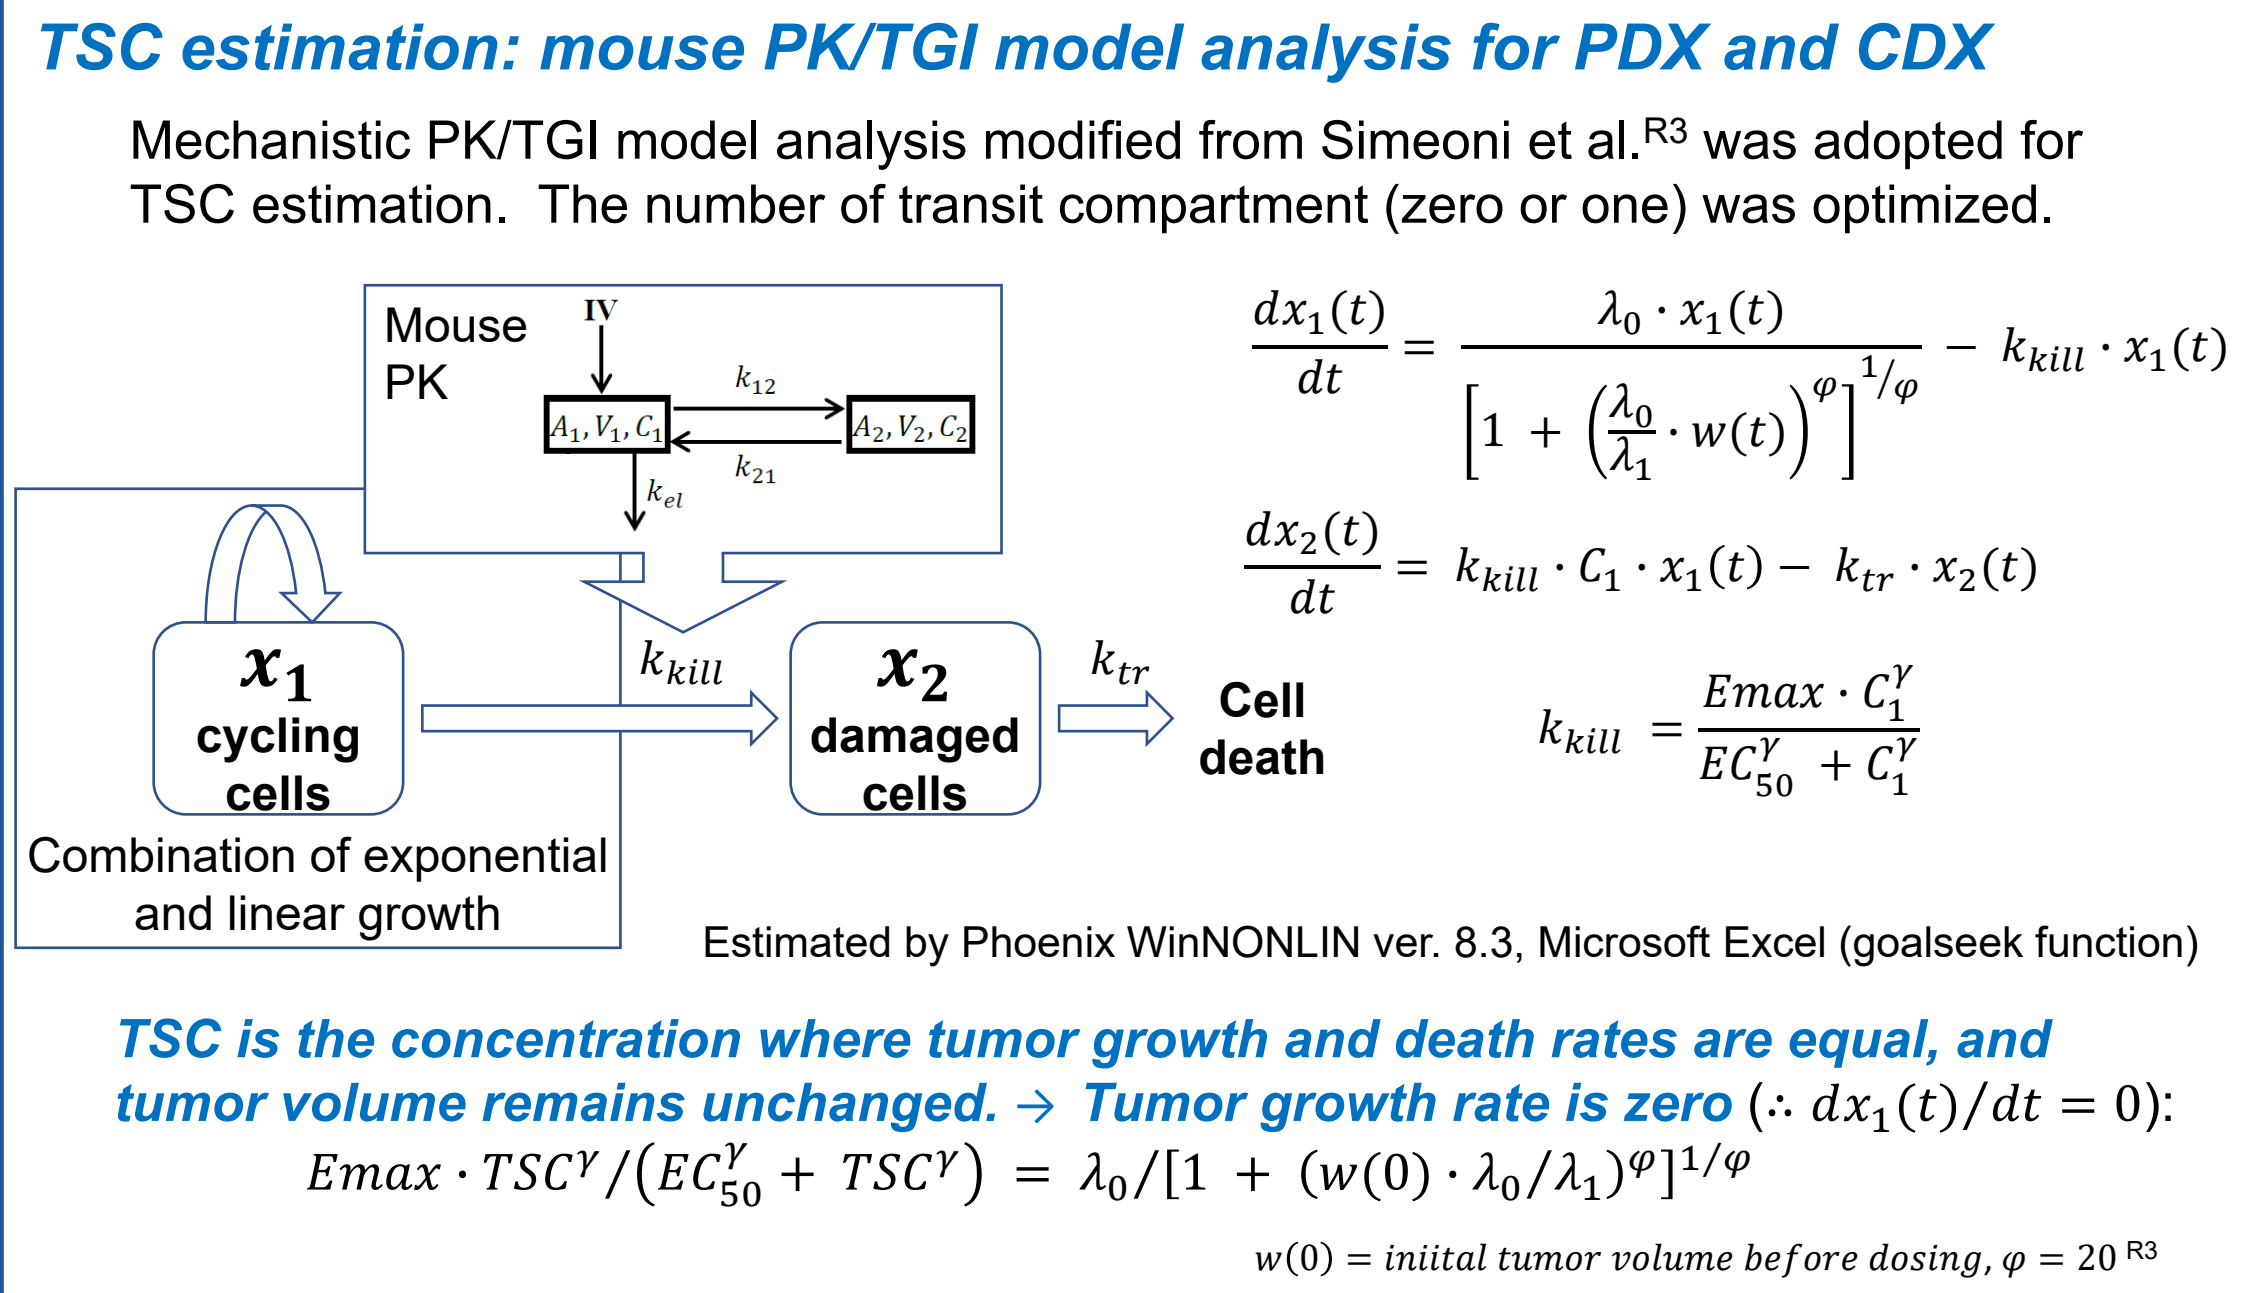 TSC estimation: mouse PK/TGI model analysis for PDX and CDX
Mechanistic PK/TGI model analysis modified from Simeoni et al.R3 was adopted for
TSC estimation. The number of transit compartment (zero or one) was optimized.
Mouse
PK
IV
A₁, V₁, C₁
k₁₂
k₂₁
A₂, V₂, C₂
k_el
dx₁(t)/dt = λ₀ · x₁(t) / [1 + (λ₀/λ₁ · w(t))^φ]^1/φ − k_kill · x₁(t)
dx₂(t)/dt = k_kill · C₁ · x₁(t) − k_tr · x₂(t)
k_kill = Emax · C₁^γ / EC₅₀^γ + C₁^γ
x₁
cycling
cells
k_kill
x₂
damaged
cells
k_tr
Cell
death
Combination of exponential
and linear growth
Estimated by Phoenix WinNONLIN ver. 8.3, Microsoft Excel (goalseek function)
TSC is the concentration where tumor growth and death rates are equal, and
tumor volume remains unchanged. → Tumor growth rate is zero (∴ dx₁(t)/dt = 0):
Emax · TSC^γ/(EC₅₀^γ + TSC^γ) = λ₀/[1 + (w(0) · λ₀/λ₁)^φ]^1/φ
w(0) = iniital tumor volume before dosing, φ = 20 R3